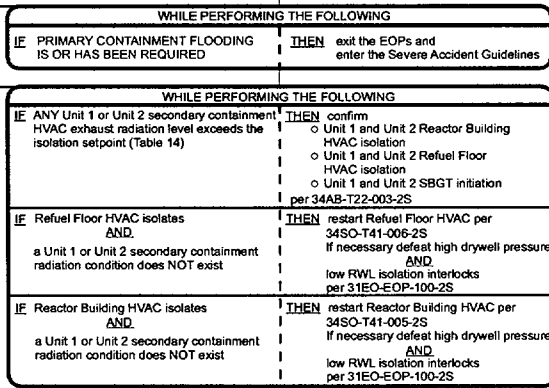 WHILE PERFORMING THE FOLLOWING
IF PRIMARY CONTAINMENT FLOODING
IS OR HAS BEEN REQUIRED
THEN exit the EOPs and
enter the Severe Accident Guidelines
WHILE PERFORMING THE FOLLOWING
IF ANY Unit 1 or Unit 2 secondary containment
HVAC exhaust radiation level exceeds the
isolation setpoint (Table 14)
THEN confirm
o Unit 1 and Unit 2 Reactor Building
HVAC isolation
o Unit 1 and Unit 2 Refuel Floor
HVAC isolation
o Unit 1 and Unit 2 SBGT initiation
per 34AB-T22-003-2S
IF Refuel Floor HVAC isolates
AND
a Unit 1 or Unit 2 secondary containment
radiation condition does NOT exist
THEN restart Refuel Floor HVAC per
34SO-T41-006-2S
If necessary defeat high drywell pressure
AND
low RWL isolation interlocks
per 31EO-EOP-100-2S
IF Reactor Building HVAC isolates
AND
a Unit 1 or Unit 2 secondary containment
radiation condition does NOT exist
THEN restart Reactor Building HVAC per
34SO-T41-005-2S
If necessary defeat high drywell pressure
AND
low RWL isolation interlocks
per 31EO-EOP-100-2S